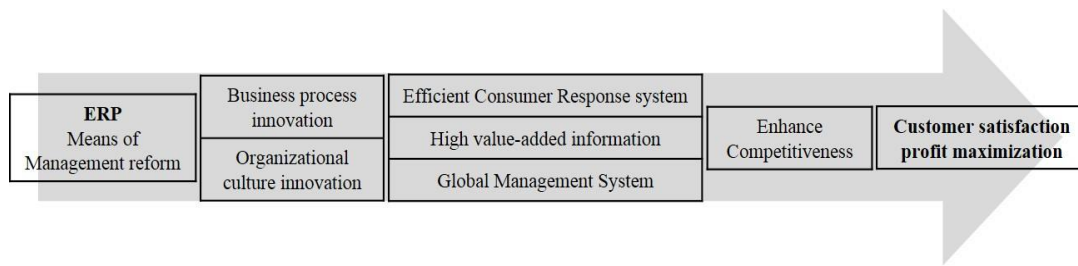 ERP
Means of
Management reform
Business process
innovation
Organizational
culture innovation
Efficient Consumer Response system
High value-added information
Global Management System
Enhance
Competitiveness
Customer satisfaction
profit maximization